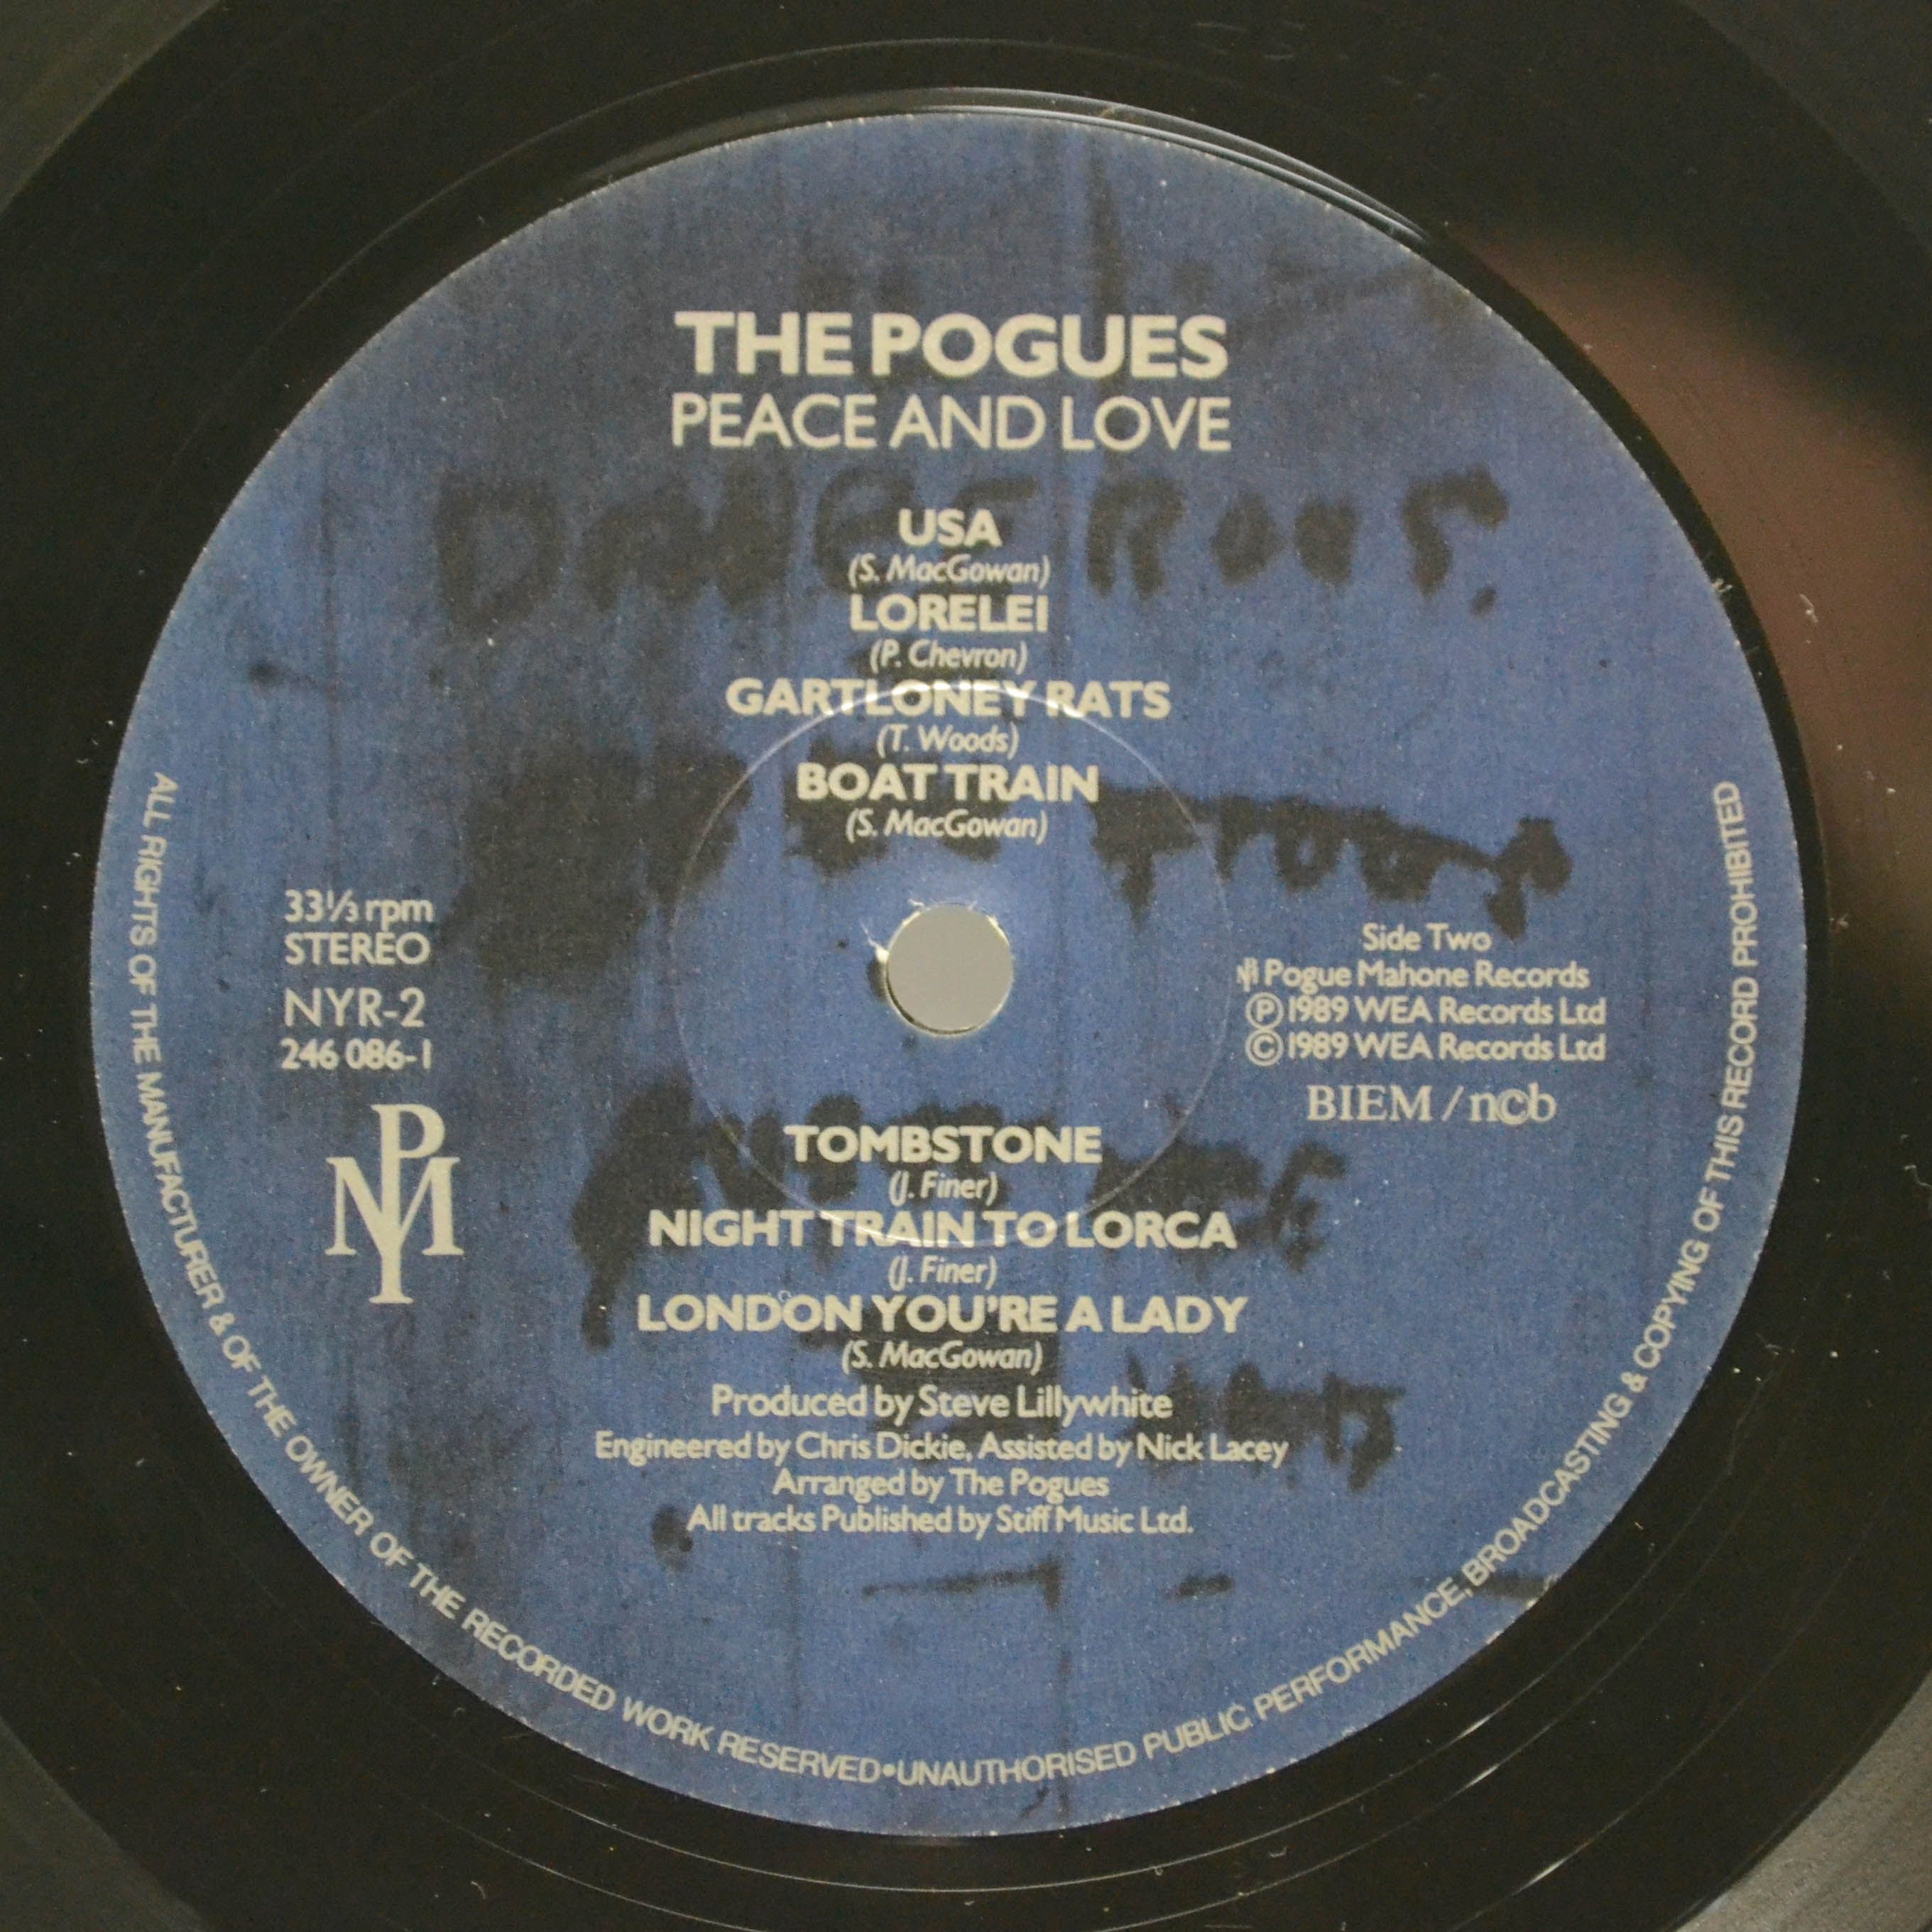 THE POGUES
PEACE AND LOVE
DANGEROUS.
USA
(S. MacGowan)
LORELEI
(P. Chevron)
GARTLONEY RATS
(T. Woods)
BOAT TRAIN
(S. MacGowan)
33⅓ rpm
STEREO
NYR-2
246 086-1
PMY
Side Two
Pogue Mahone Records
Ⓟ 1989 WEA Records Ltd
© 1989 WEA Records Ltd
BIEM / ncb
TOMBSTONE
(J. Finer)
NIGHT TRAIN TO LORCA
(J. Finer)
LONDON YOU'RE A LADY
(S. MacGowan)
Produced by Steve Lillywhite
Engineered by Chris Dickie, Assisted by Nick Lacey
Arranged by The Pogues
All tracks Published by Stiff Music Ltd.
ALL RIGHTS OF THE MANUFACTURER & OF THE OWNER OF THE RECORDED WORK RESERVED•UNAUTHORISED PUBLIC PERFORMANCE, BROADCASTING & COPYING OF THIS RECORD PROHIBITED